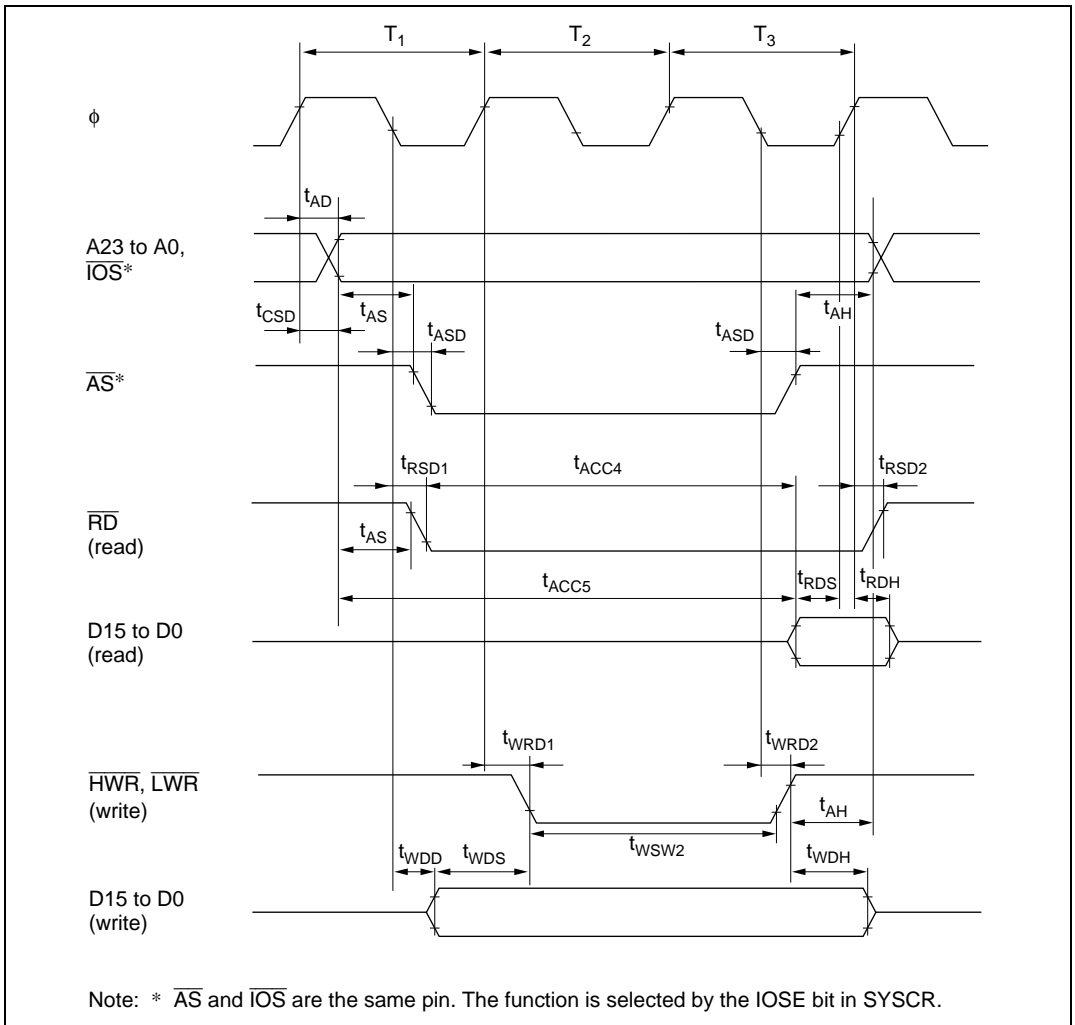 T1 T2 T3
ϕ
tAD
A23 to A0,
IOS*
tCSD tAS tAH
tASD tASD
AS*
tRSD1 tACC4 tRSD2
RD
(read)
tAS
tACC5 tRDS tRDH
D15 to D0
(read)
tWRD1 tWRD2
HWR, LWR
(write)
tAH
tWSW2
tWDD tWDS tWDH
D15 to D0
(write)
Note: * AS and IOS are the same pin. The function is selected by the IOSE bit in SYSCR.